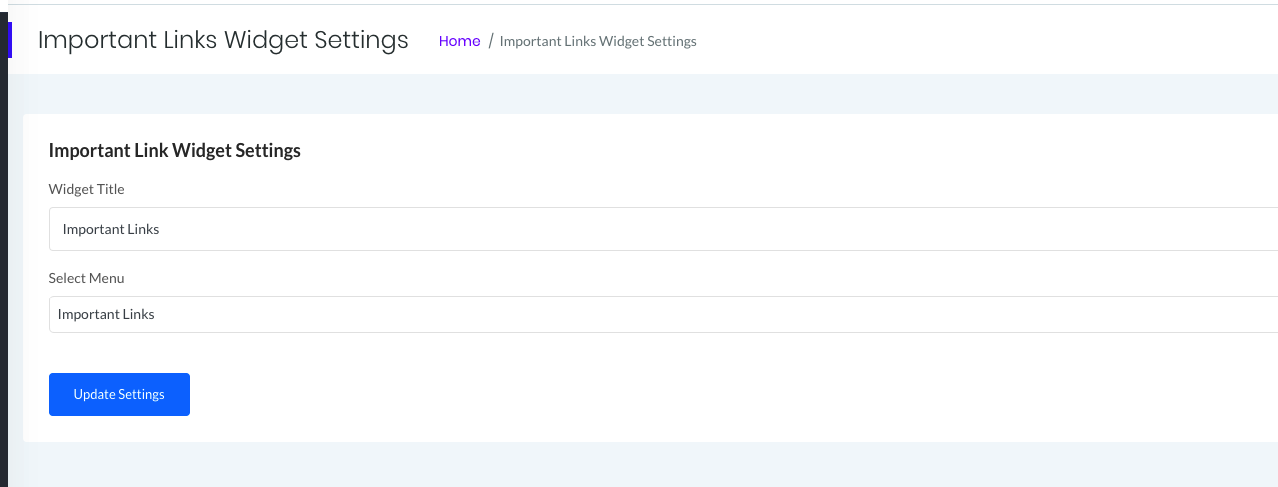 Important Links Widget Settings Home / Important Links Widget Settings
Important Link Widget Settings
Widget Title
Important Links
Select Menu
Important Links
Update Settings